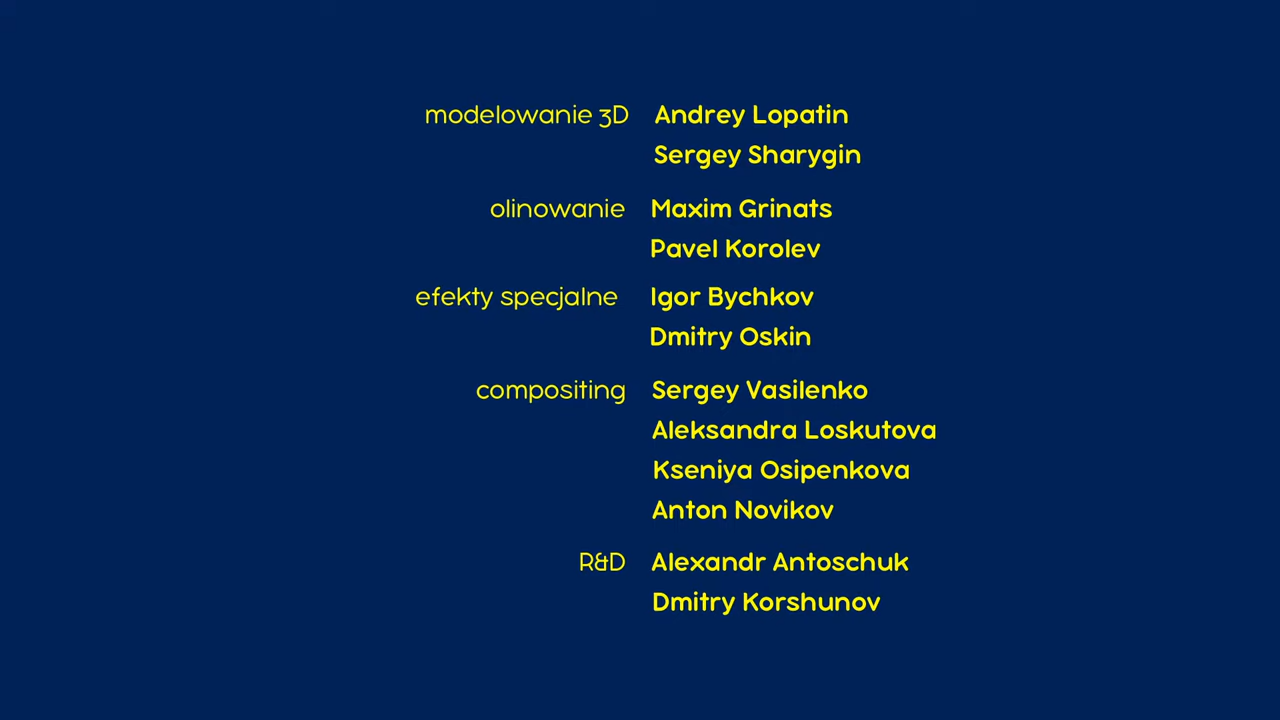 modelowanie 3D Andrey Lopatin
Sergey Sharygin
olinowanie Maxim Grinats
Pavel Korolev
efekty specjalne Igor Bychkov
Dmitry Oskin
compositing Sergey Vasilenko
Aleksandra Loskutova
Kseniya Osipenkova
Anton Novikov
R&D Alexandr Antoschuk
Dmitry Korshunov